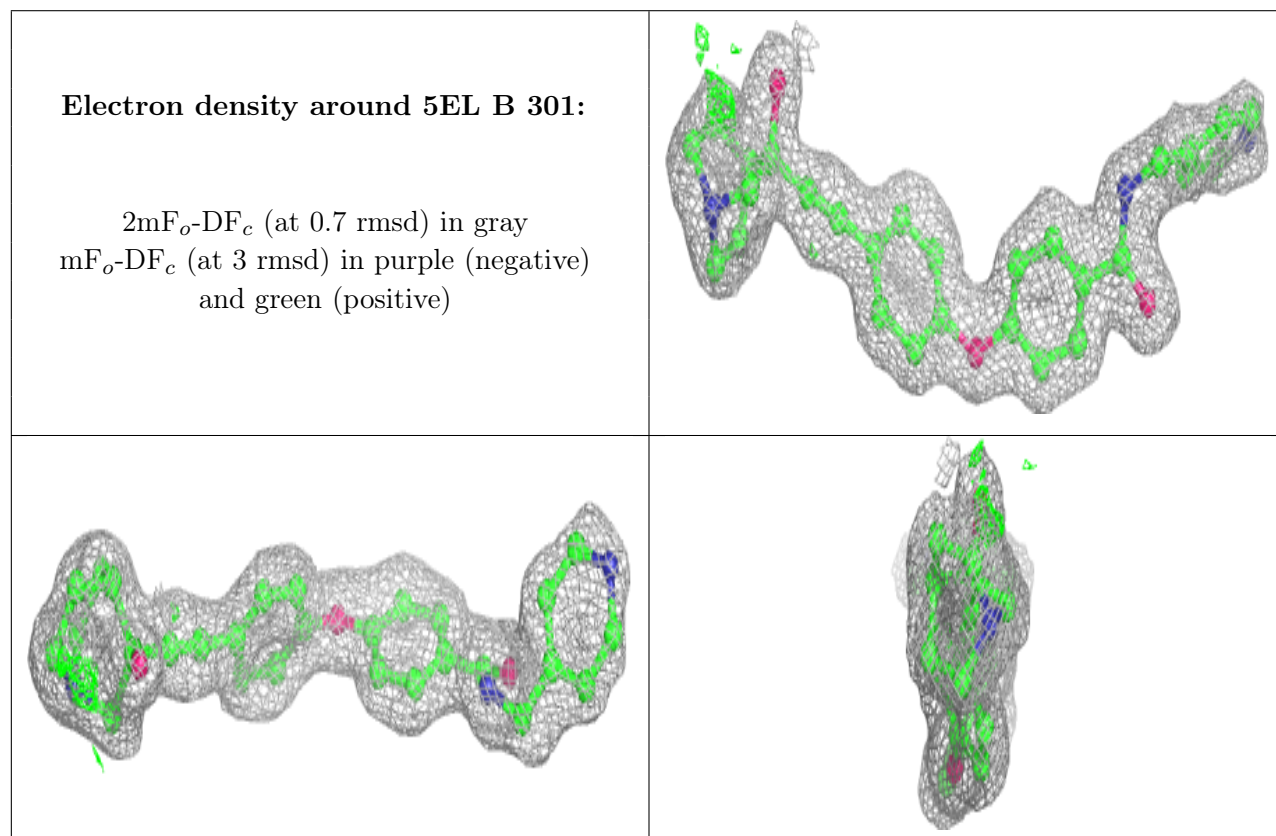 Electron density around 5EL B 301:
2mFo-DFc (at 0.7 rmsd) in gray
mFo-DFc (at 3 rmsd) in purple (negative)
and green (positive)